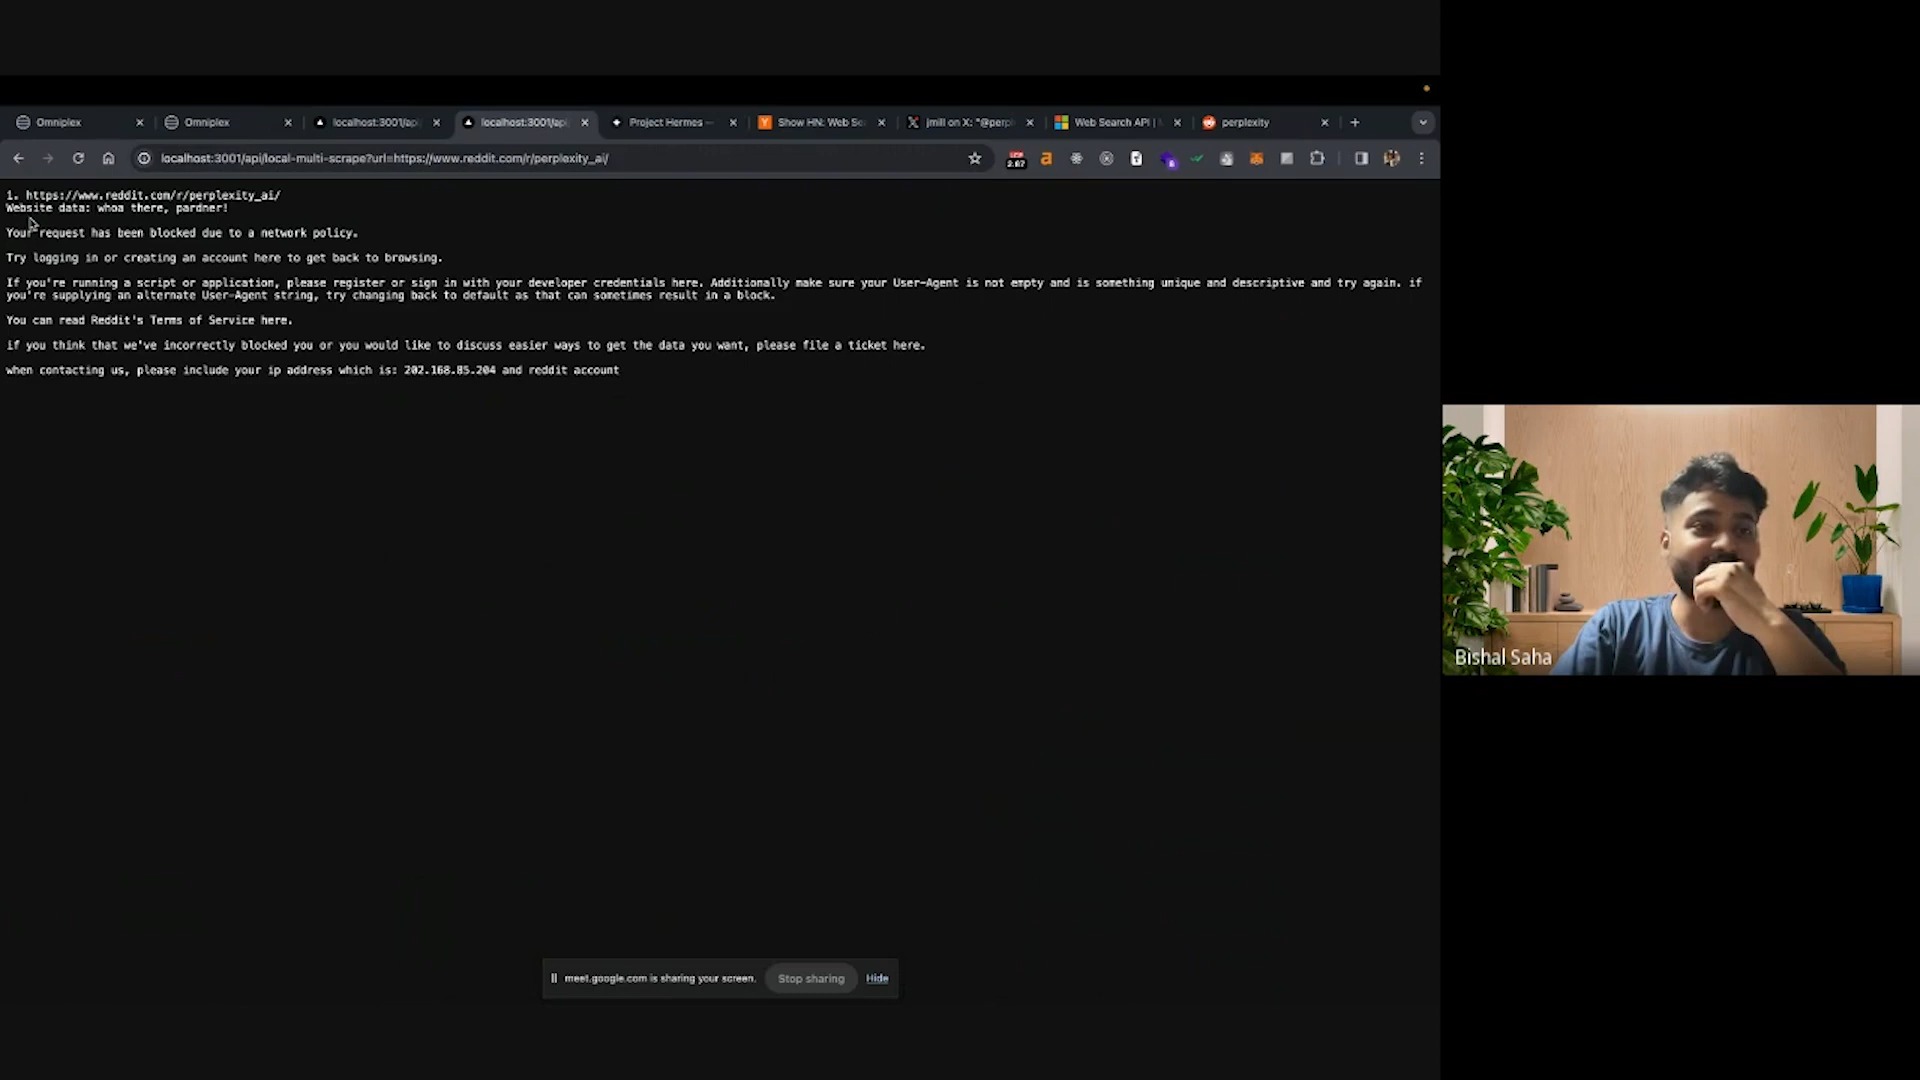 Omniplex
Omniplex
localhost:3001/api
localhost:3001/api
Project Hermes —
Show HN: Web Se
jmill on X: "@perp
Web Search API |
perplexity
localhost:3001/api/local-multi-scrape?url=https://www.reddit.com/r/perplexity_ai/
2.07
6
1. https://www.reddit.com/r/perplexity_ai/
Website data: whoa there, pardner!
Your request has been blocked due to a network policy.
Try logging in or creating an account here to get back to browsing.
If you're running a script or application, please register or sign in with your developer credentials here. Additionally make sure your User-Agent is not empty and is something unique and descriptive and try again. if
you're supplying an alternate User-Agent string, try changing back to default as that can sometimes result in a block.
You can read Reddit's Terms of Service here.
if you think that we've incorrectly blocked you or you would like to discuss easier ways to get the data you want, please file a ticket here.
when contacting us, please include your ip address which is: 202.168.85.204 and reddit account
Bishal Saha
meet.google.com is sharing your screen.
Stop sharing
Hide